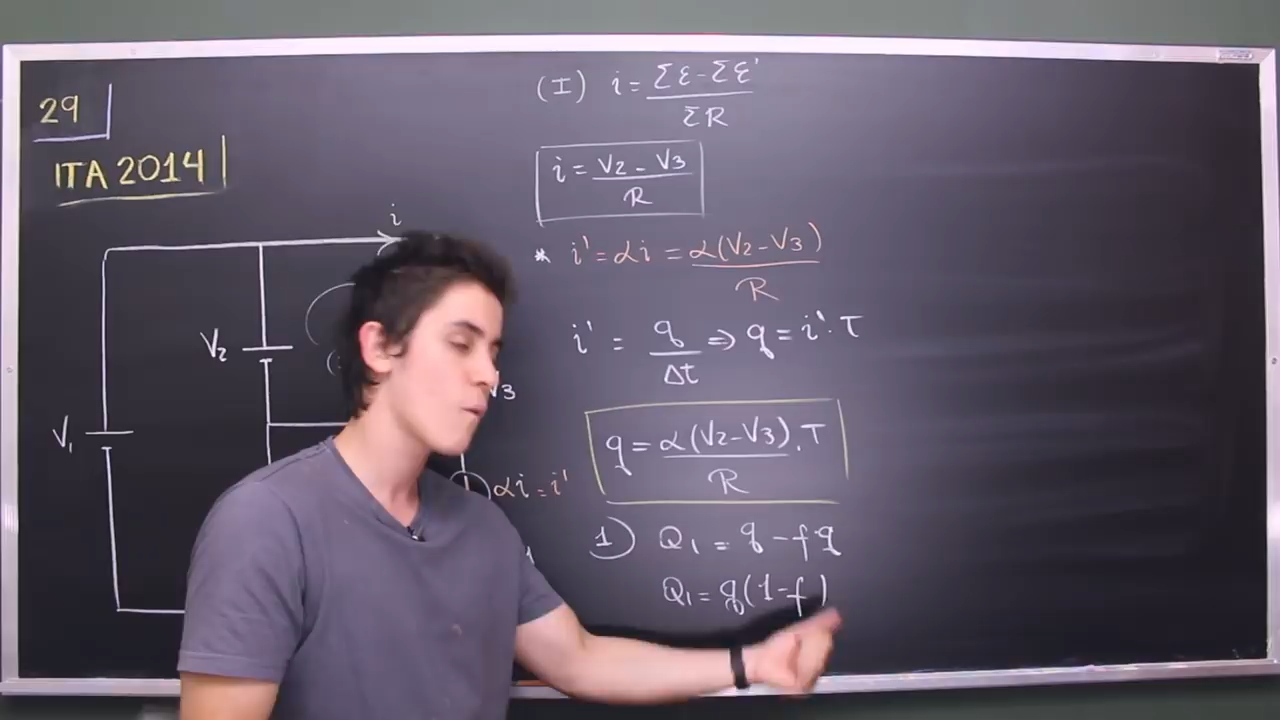 29
ITA 2014
i
V₂
V₁
V3
αi = i'
(I) i = Σε - Σε' / ΣR
i = V2 - V3 / R
* i' = αi = α(V2 - V3) / R
i' = q / Δt ⇒ q = i' . T
q = α(V2 - V3) . T / R
1) Q₁ = q - fq
Q₁ = q(1 - f)